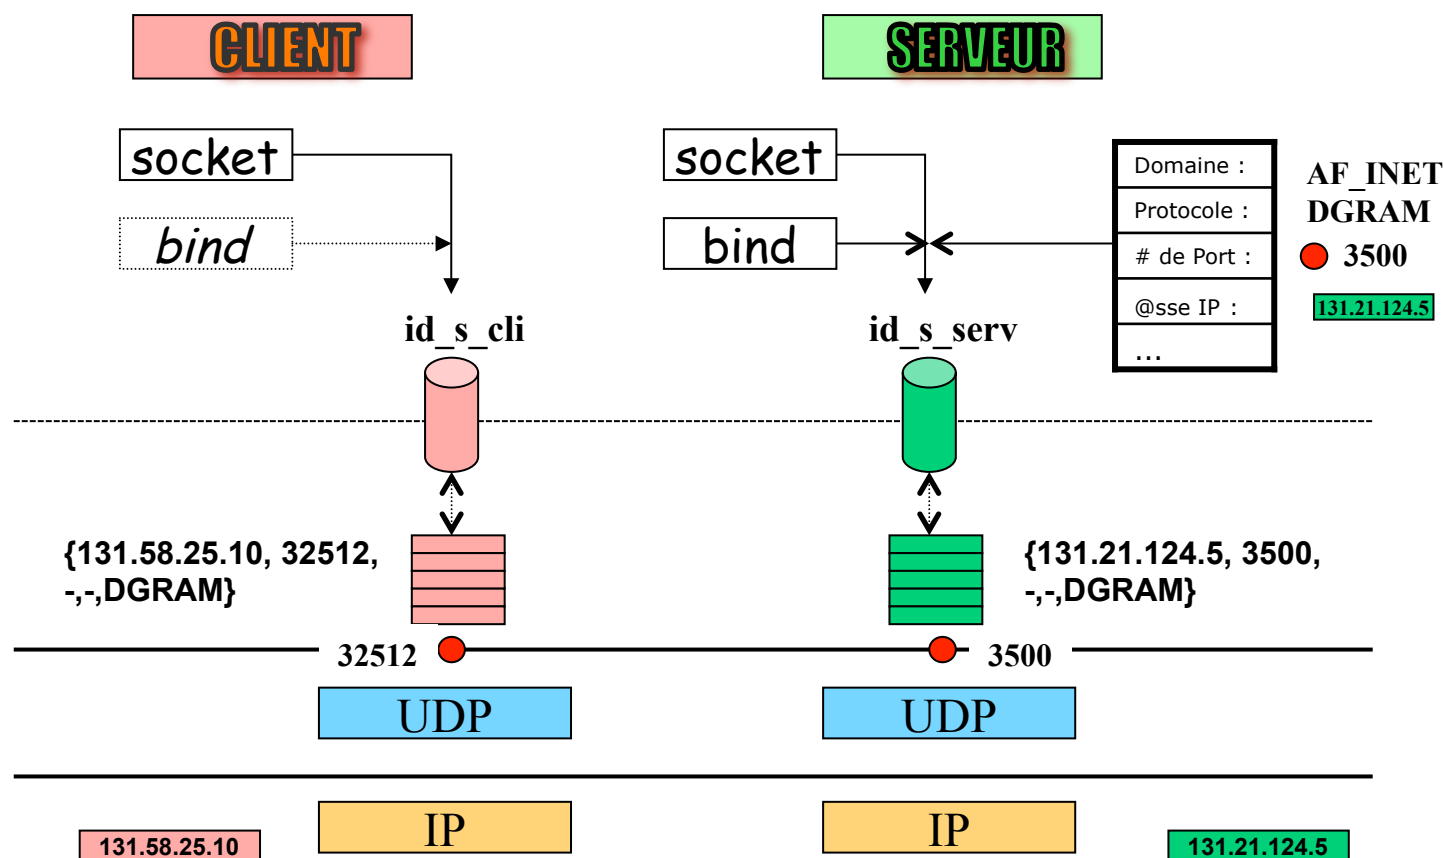 CLIENT
SERVEUR
socket
socket
Domaine :
AF_INET
Protocole :
DGRAM
bind
bind
# de Port :
3500
@sse IP :
131.21.124.5
...
id_s_cli
id_s_serv
{131.58.25.10, 32512,
-,-,DGRAM}
{131.21.124.5, 3500,
-,-,DGRAM}
32512
3500
UDP
UDP
IP
IP
131.58.25.10
131.21.124.5